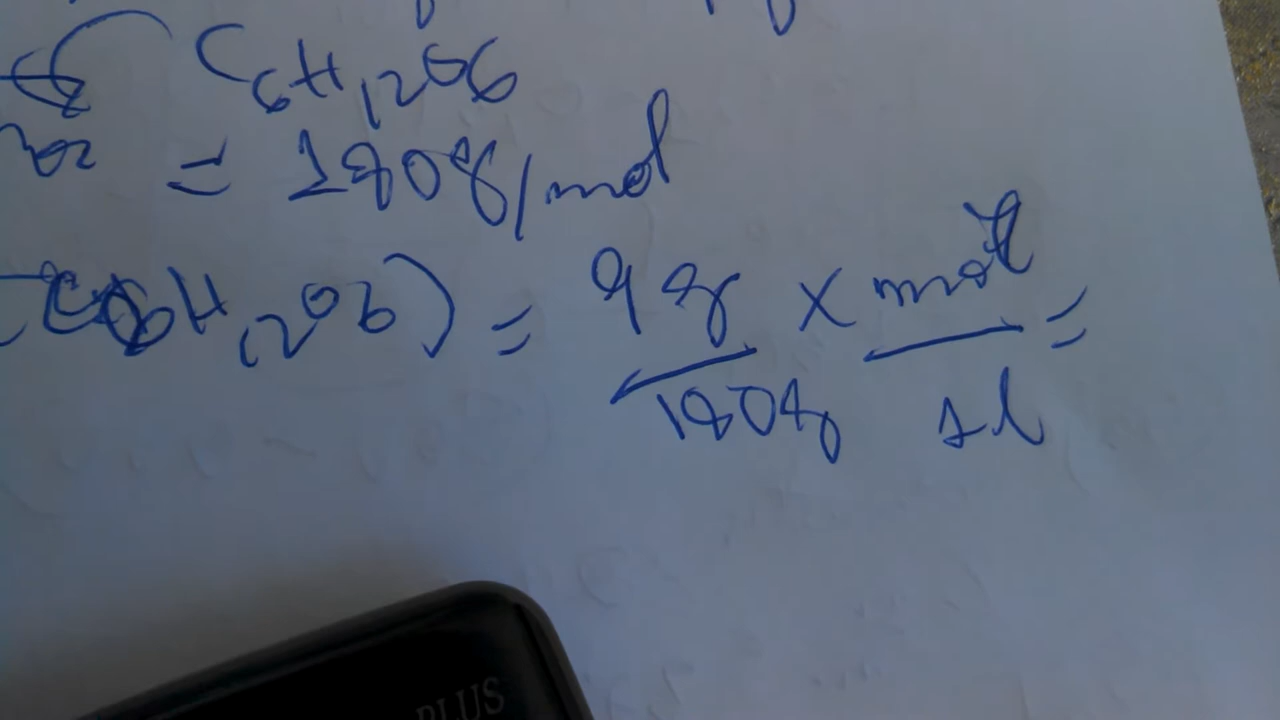 C6H12O6
= 180g/mol
C6H12O6) = 9g/180g x mol/1l =
PLUS